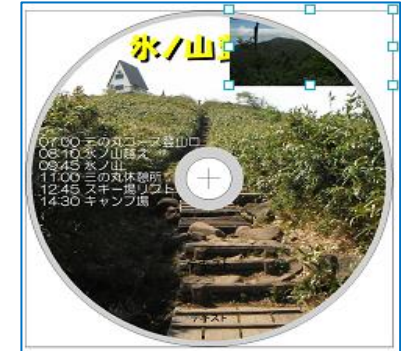 氷ノ山
07:00 三の丸コース登山口
08:10 氷ノ山越え
09:45 氷ノ山
11:00 三の丸休憩所
12:45 スキー場リフト
14:30 キャンプ場
テキスト